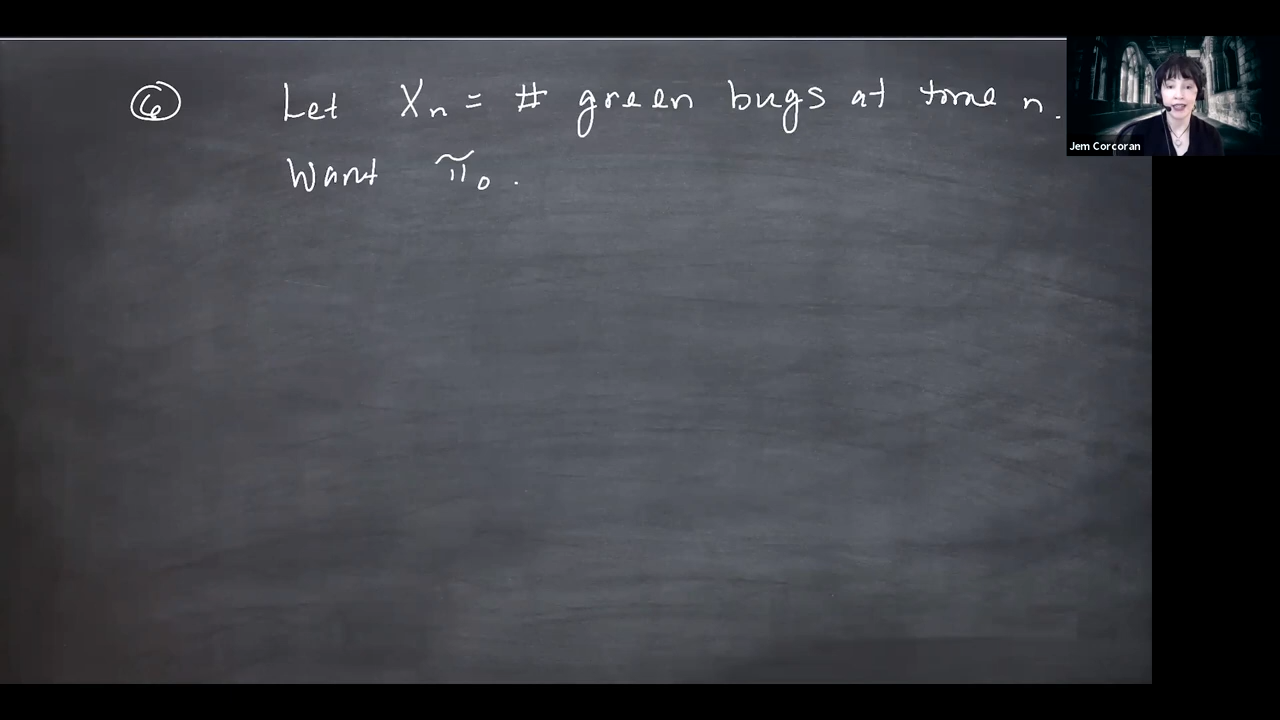 ⑥ Let Xₙ = # green bugs at time n.
Want π̃₀.
Jem Corcoran